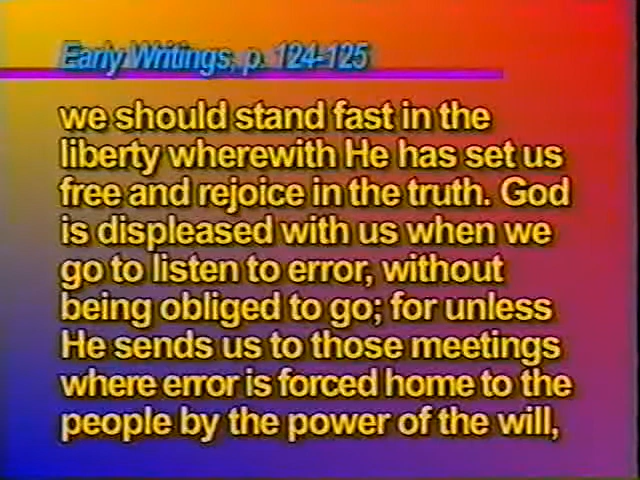 Early Writings, p. 124-125
we should stand fast in the
liberty wherewith He has set us
free and rejoice in the truth. God
is displeased with us when we
go to listen to error, without
being obliged to go; for unless
He sends us to those meetings
where error is forced home to the
people by the power of the will,